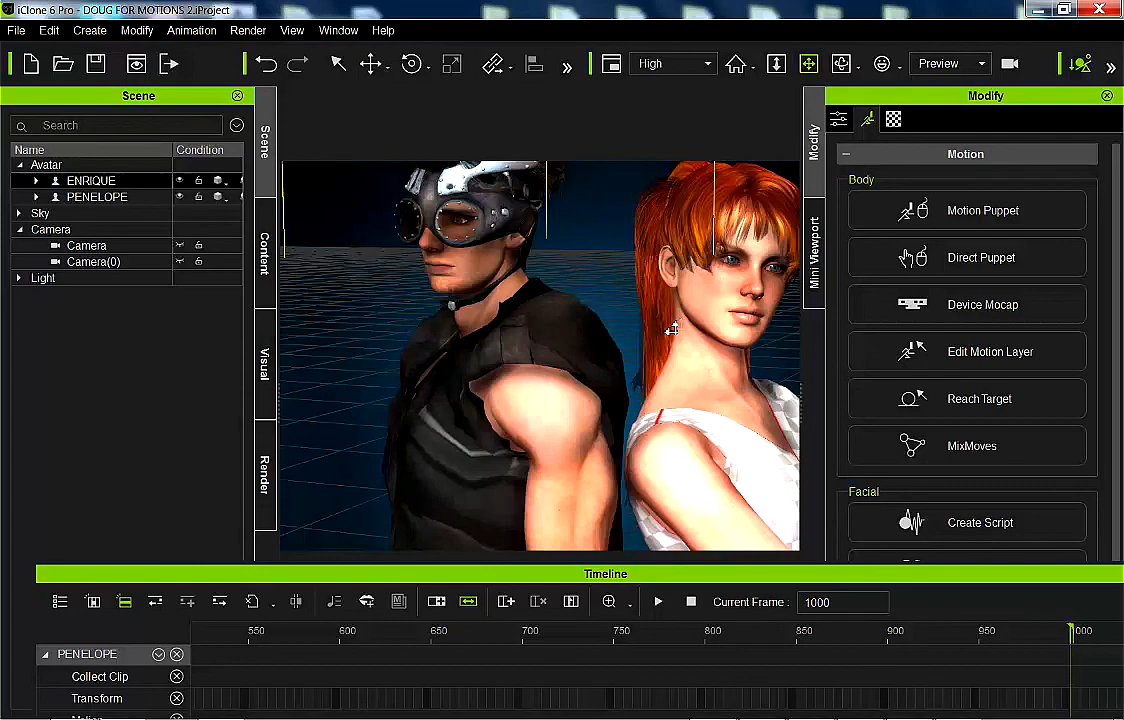 iClone 6 Pro - DOUG FOR MOTIONS 2.iProject
File Edit Create Modify Animation Render View Window Help
High Preview
Scene
Search
Name Condition
Avatar
ENRIQUE
PENELOPE
Sky
Camera
Camera
Camera(0)
Light
Scene
Content
Visual
Render
Modify
Mini Viewport
Modify
Motion
Body
Motion Puppet
Direct Puppet
Device Mocap
Edit Motion Layer
Reach Target
MixMoves
Facial
Create Script
Timeline
Current Frame : 1000
550 600 650 700 750 800 850 900 950 000
PENELOPE
Collect Clip
Transform
Motion